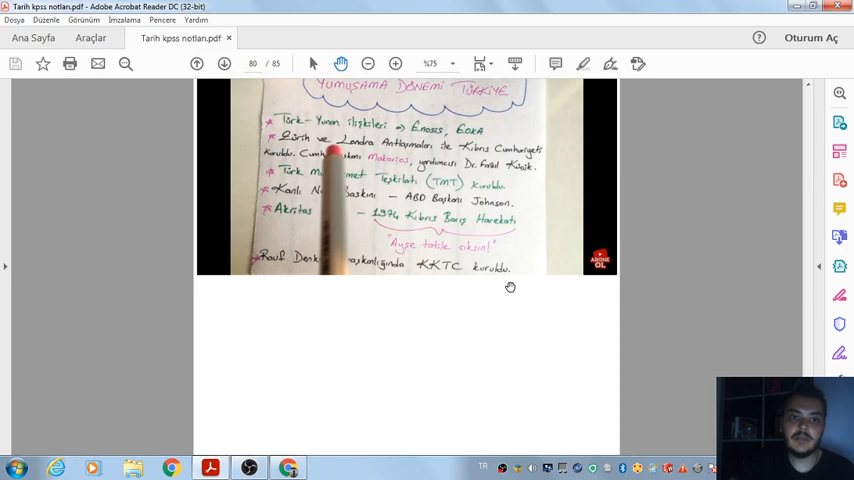 Tarih kpss notları.pdf - Adobe Acrobat Reader DC (32-bit)
Dosya Düzenle Görünüm İmzalama Pencere Yardım
Ana Sayfa Araçlar Tarih kpss notları.pdf × Oturum Aç
80 / 85 %75
YUMUŞAMA DÖNEMİ TÜRKİYE
* Türk-Yunan ilişkileri => Enosis, EOKA
* Zürih ve Londra Antlaşmaları ile Kıbrıs Cumhuriyeti
kuruldu. Makarios, yardımcısı Dr. Fazıl Küçük.
* Türk Teşkilatı (TMT) kuruldu.
* Kanlı Baskını - ABD Başkanı Johnson.
* Akritas - 1974 Kıbrıs Barış Harekatı
"Ayşe tatile çıksın!"
* Rauf KKTC kuruldu.
ABONE
OL
TR